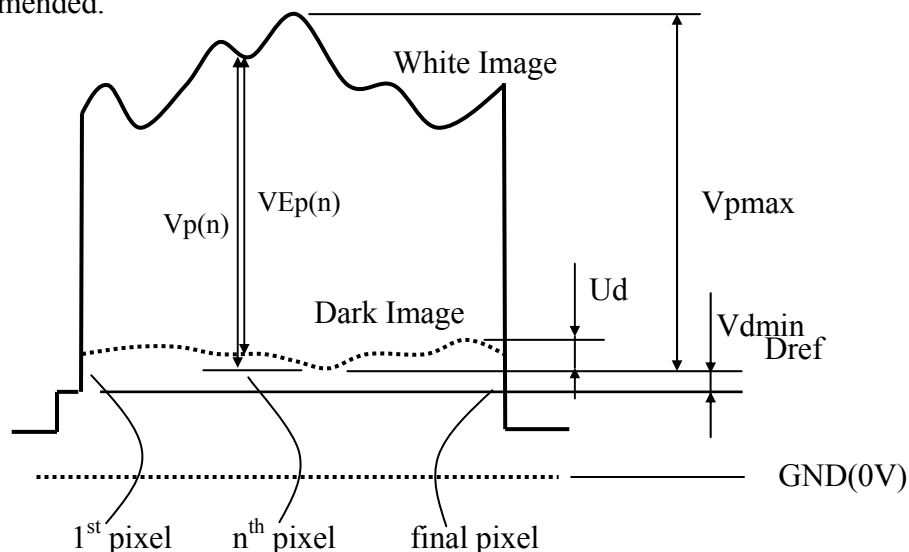 mended.
White Image
VEp(n)
Vp(n)
Vpmax
Ud
Dark Image
Vdmin
Dref
GND(0V)
1st pixel
nth pixel
final pixel